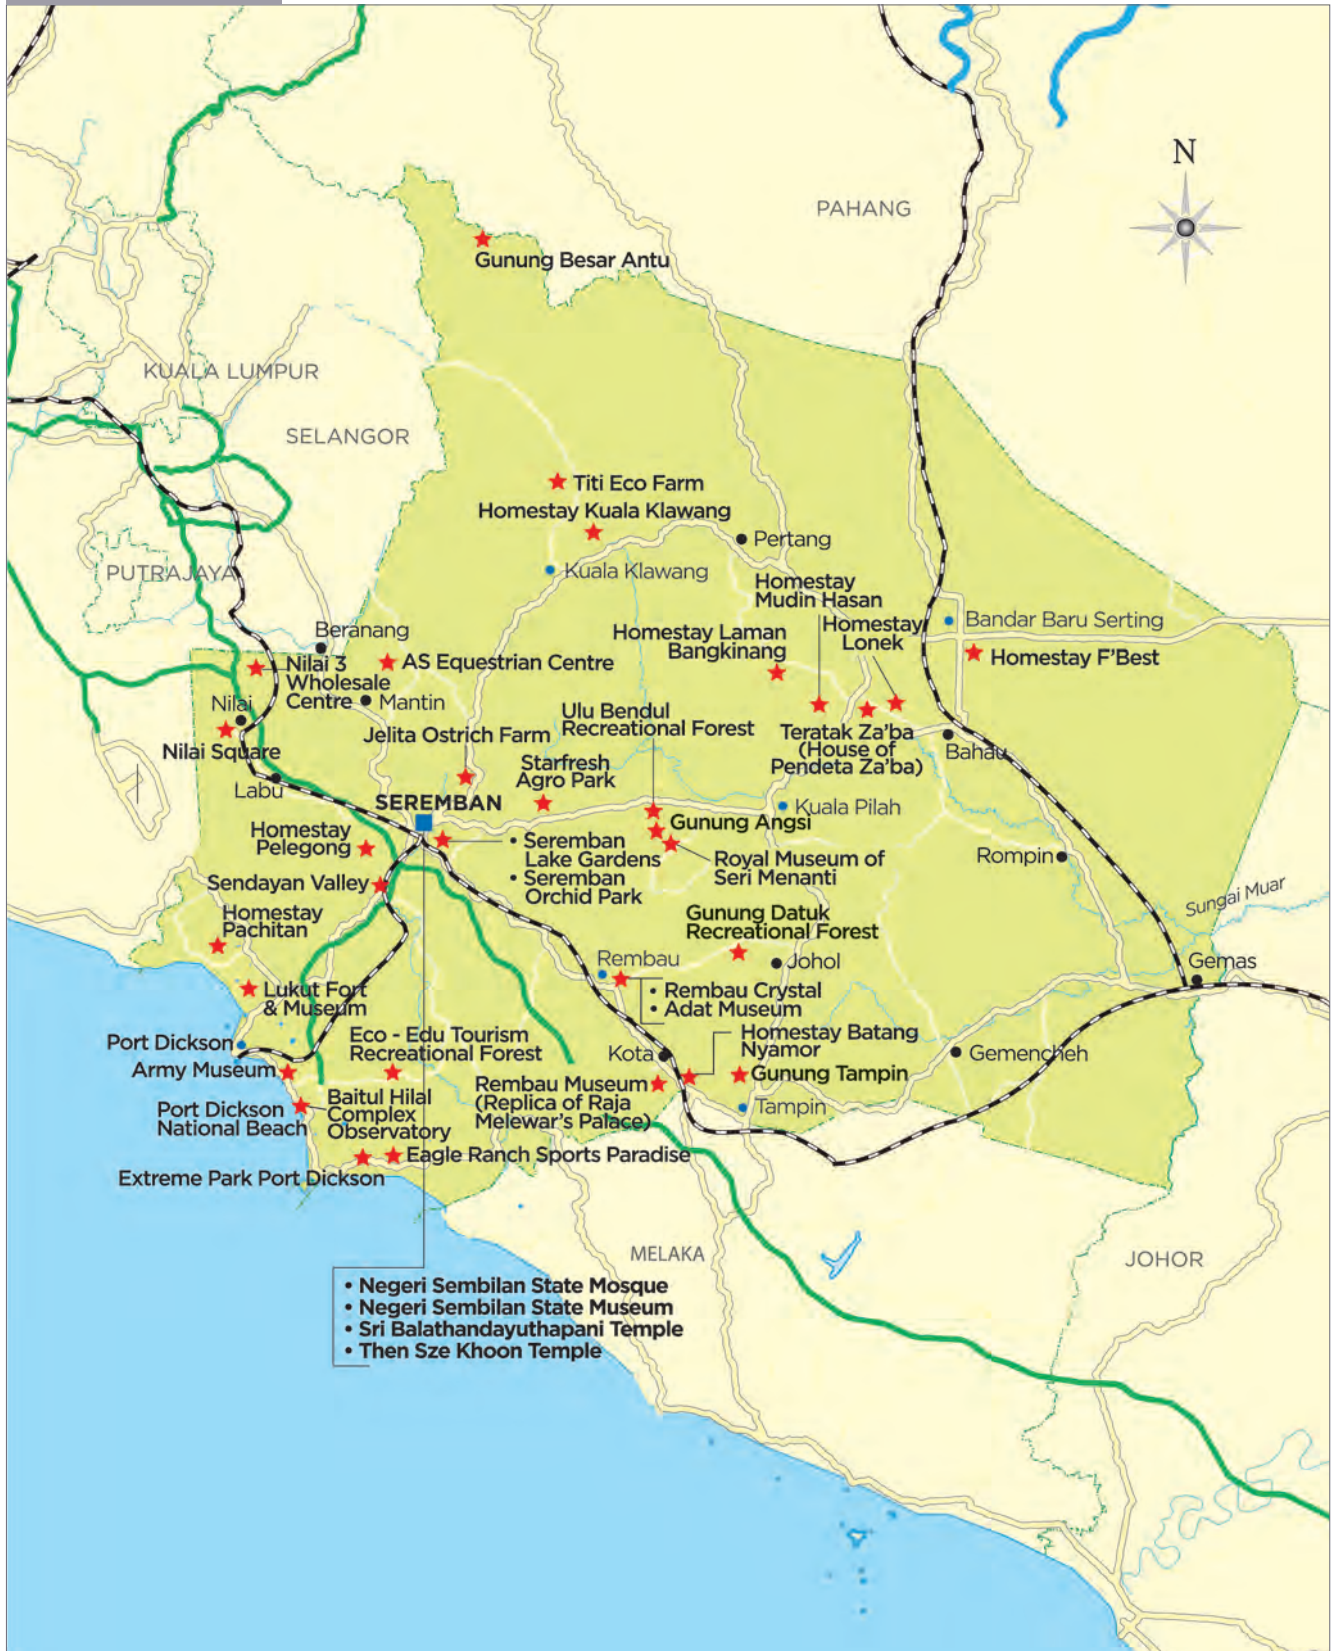 N
PAHANG
Gunung Besar Antu
KUALA LUMPUR
SELANGOR
Titi Eco Farm
Homestay Kuala Klawang
Pertang
Kuala Klawang
PUTRAJAYA
Homestay
Mudin Hasan
Beranang
Homestay Laman
Bangkinang
Homestay
Lonek
Bandar Baru Serting
Homestay F'Best
AS Equestrian Centre
Nilai 3
Wholesale
Centre
Mantin
Nilai
Nilai Square
Jelita Ostrich Farm
Ulu Bendul
Recreational Forest
Teratak Za'ba
(House of
Pendeta Za'ba)
Bahau
Labu
Starfresh
Agro Park
SEREMBAN
Kuala Pilah
Gunung Angsi
Homestay
Pelegong
• Seremban
Lake Gardens
• Seremban
Orchid Park
Royal Museum of
Seri Menanti
Rompin
Sendayan Valley
Sungai Muar
Homestay
Pachitan
Gunung Datuk
Recreational Forest
Rembau
Johol
Gemas
Lukut Fort
& Museum
• Rembau Crystal
• Adat Museum
Port Dickson
Army Museum
Eco - Edu Tourism
Recreational Forest
Kota
Homestay Batang
Nyamor
Gemencheh
Gunung Tampin
Rembau Museum
(Replica of Raja
Melewar's Palace)
Tampin
Port Dickson
National Beach
Baitul Hilal
Complex
Observatory
Eagle Ranch Sports Paradise
Extreme Park Port Dickson
MELAKA
JOHOR
• Negeri Sembilan State Mosque
• Negeri Sembilan State Museum
• Sri Balathandayuthapani Temple
• Then Sze Khoon Temple